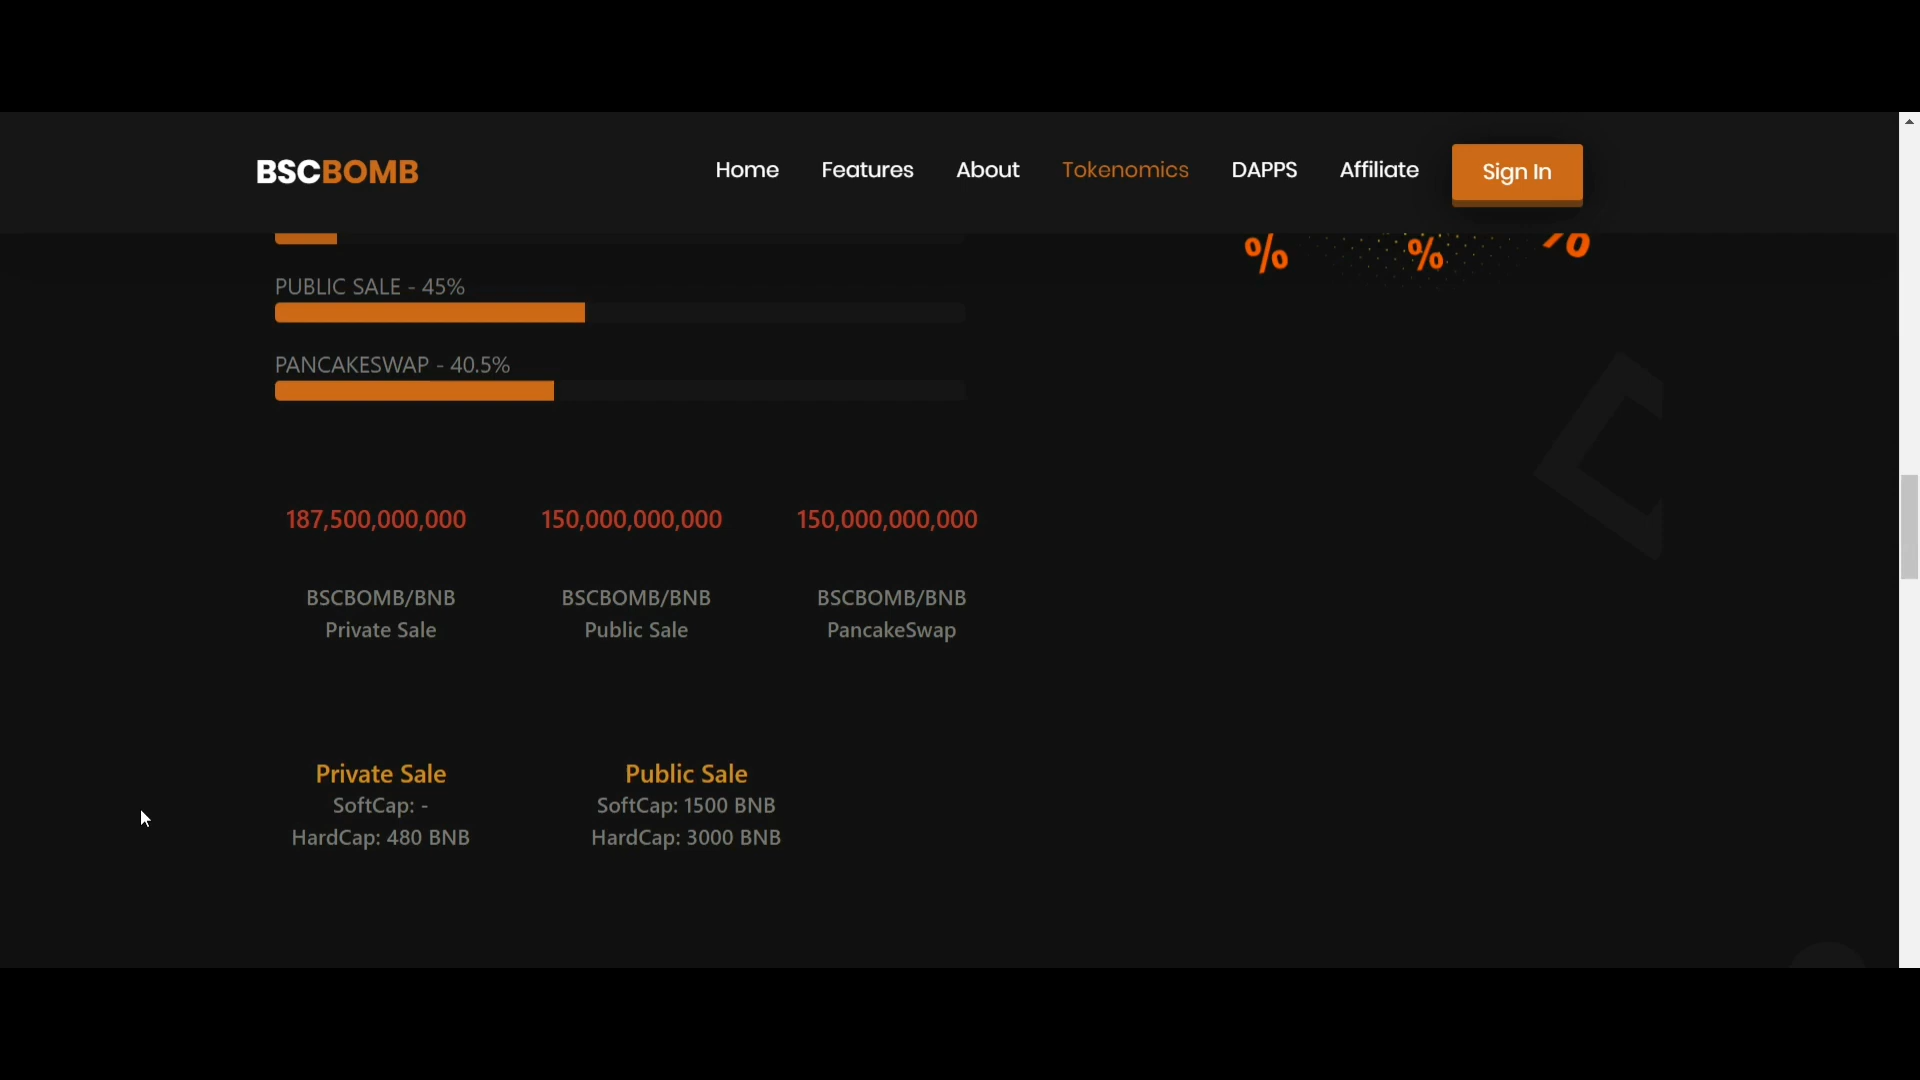 BSCBOMB
Home Features About Tokenomics DAPPS Affiliate Sign In
% % %
PUBLIC SALE - 45%
PANCAKESWAP - 40.5%
187,500,000,000 150,000,000,000 150,000,000,000
BSCBOMB/BNB BSCBOMB/BNB BSCBOMB/BNB
Private Sale Public Sale PancakeSwap
Private Sale Public Sale
SoftCap: - SoftCap: 1500 BNB
HardCap: 480 BNB HardCap: 3000 BNB